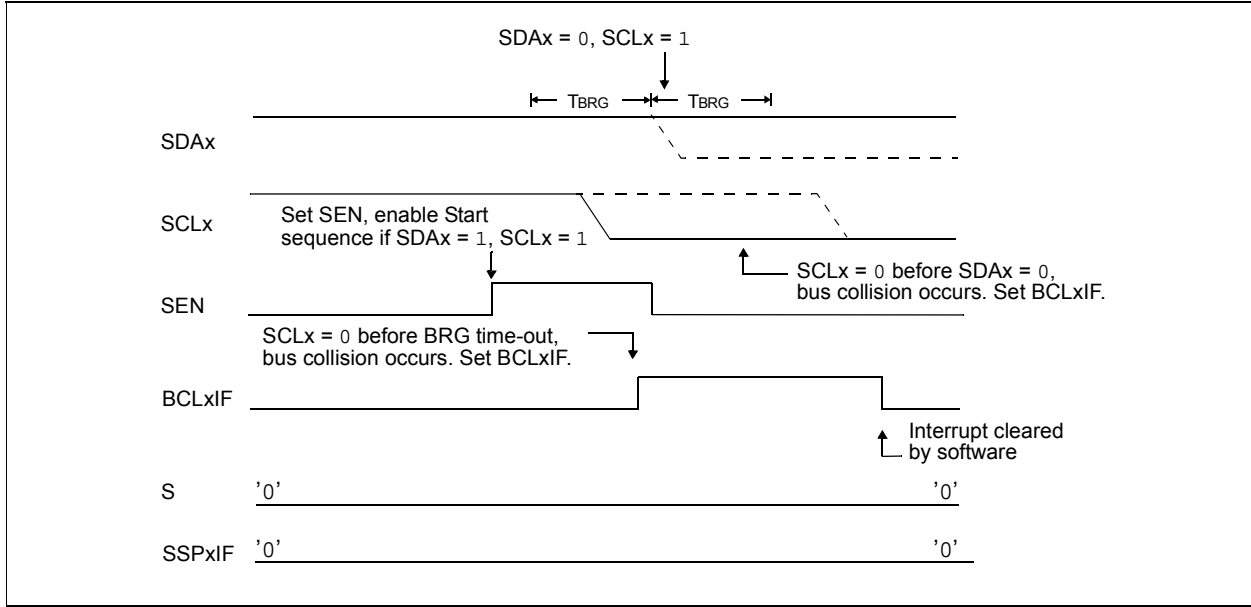 SDAx = 0, SCLx = 1
TBRG TBRG
SDAx
SCLx
Set SEN, enable Start
sequence if SDAx = 1, SCLx = 1
SCLx = 0 before SDAx = 0,
bus collision occurs. Set BCLxIF.
SEN
SCLx = 0 before BRG time-out,
bus collision occurs. Set BCLxIF.
BCLxIF
Interrupt cleared
by software
S '0' '0'
SSPxIF '0' '0'